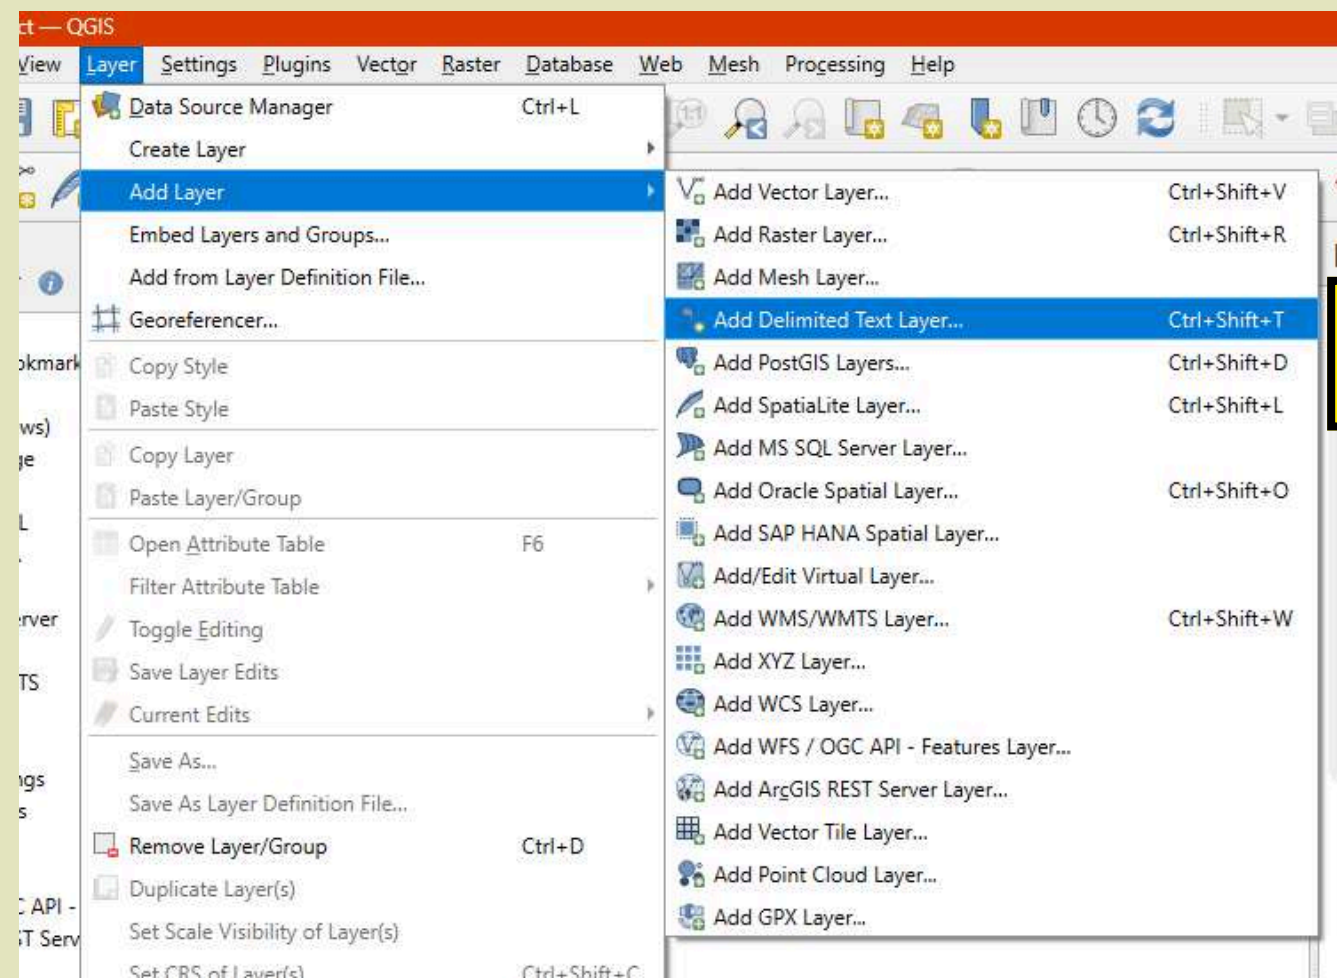 ct — QGIS
View Layer Settings Plugins Vector Raster Database Web Mesh Processing Help
Data Source Manager Ctrl+L
Create Layer
Add Layer
Embed Layers and Groups...
Add from Layer Definition File...
Georeferencer...
Copy Style
Paste Style
Copy Layer
Paste Layer/Group
Open Attribute Table F6
Filter Attribute Table
Toggle Editing
Save Layer Edits
Current Edits
Save As...
Save As Layer Definition File...
Remove Layer/Group Ctrl+D
Duplicate Layer(s)
Set Scale Visibility of Layer(s)
Set CRS of Layer(s) Ctrl+Shift+C
Add Vector Layer... Ctrl+Shift+V
Add Raster Layer... Ctrl+Shift+R
Add Mesh Layer...
Add Delimited Text Layer... Ctrl+Shift+T
Add PostGIS Layers... Ctrl+Shift+D
Add SpatiaLite Layer... Ctrl+Shift+L
Add MS SQL Server Layer...
Add Oracle Spatial Layer... Ctrl+Shift+O
Add SAP HANA Spatial Layer...
Add/Edit Virtual Layer...
Add WMS/WMTS Layer... Ctrl+Shift+W
Add XYZ Layer...
Add WCS Layer...
Add WFS / OGC API - Features Layer...
Add ArcGIS REST Server Layer...
Add Vector Tile Layer...
Add Point Cloud Layer...
Add GPX Layer...
okmark
ws)
ge
L
rver
TS
ngs
s
C API -
ST Serv